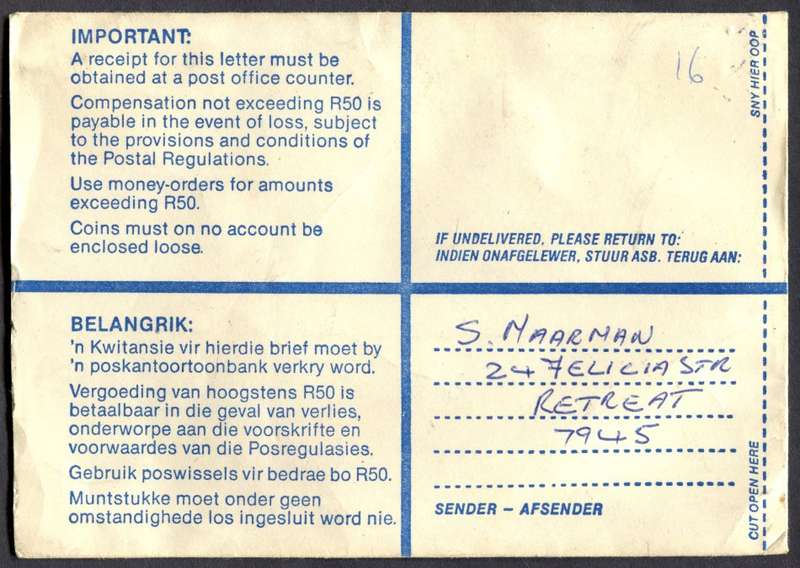 IMPORTANT:
A receipt for this letter must be
obtained at a post office counter.
Compensation not exceeding R50 is
payable in the event of loss, subject
to the provisions and conditions of
the Postal Regulations.
Use money-orders for amounts
exceeding R50.
Coins must on no account be
enclosed loose.
16
SNY HIER OOP
IF UNDELIVERED, PLEASE RETURN TO:
INDIEN ONAFGELEWER, STUUR ASB. TERUG AAN:
BELANGRIK:
'n Kwitansie vir hierdie brief moet by
'n poskantoortoonbank verkry word.
Vergoeding van hoogstens R50 is
betaalbaar in die geval van verlies,
onderworpe aan die voorskrifte en
voorwaardes van die Posregulasies.
Gebruik poswissels vir bedrae bo R50.
Muntstukke moet onder geen
omstandighede los ingesluit word nie.
S. MAARMAN
24 FELICIA STR
RETREAT
7945
SENDER – AFSENDER
CUT OPEN HERE